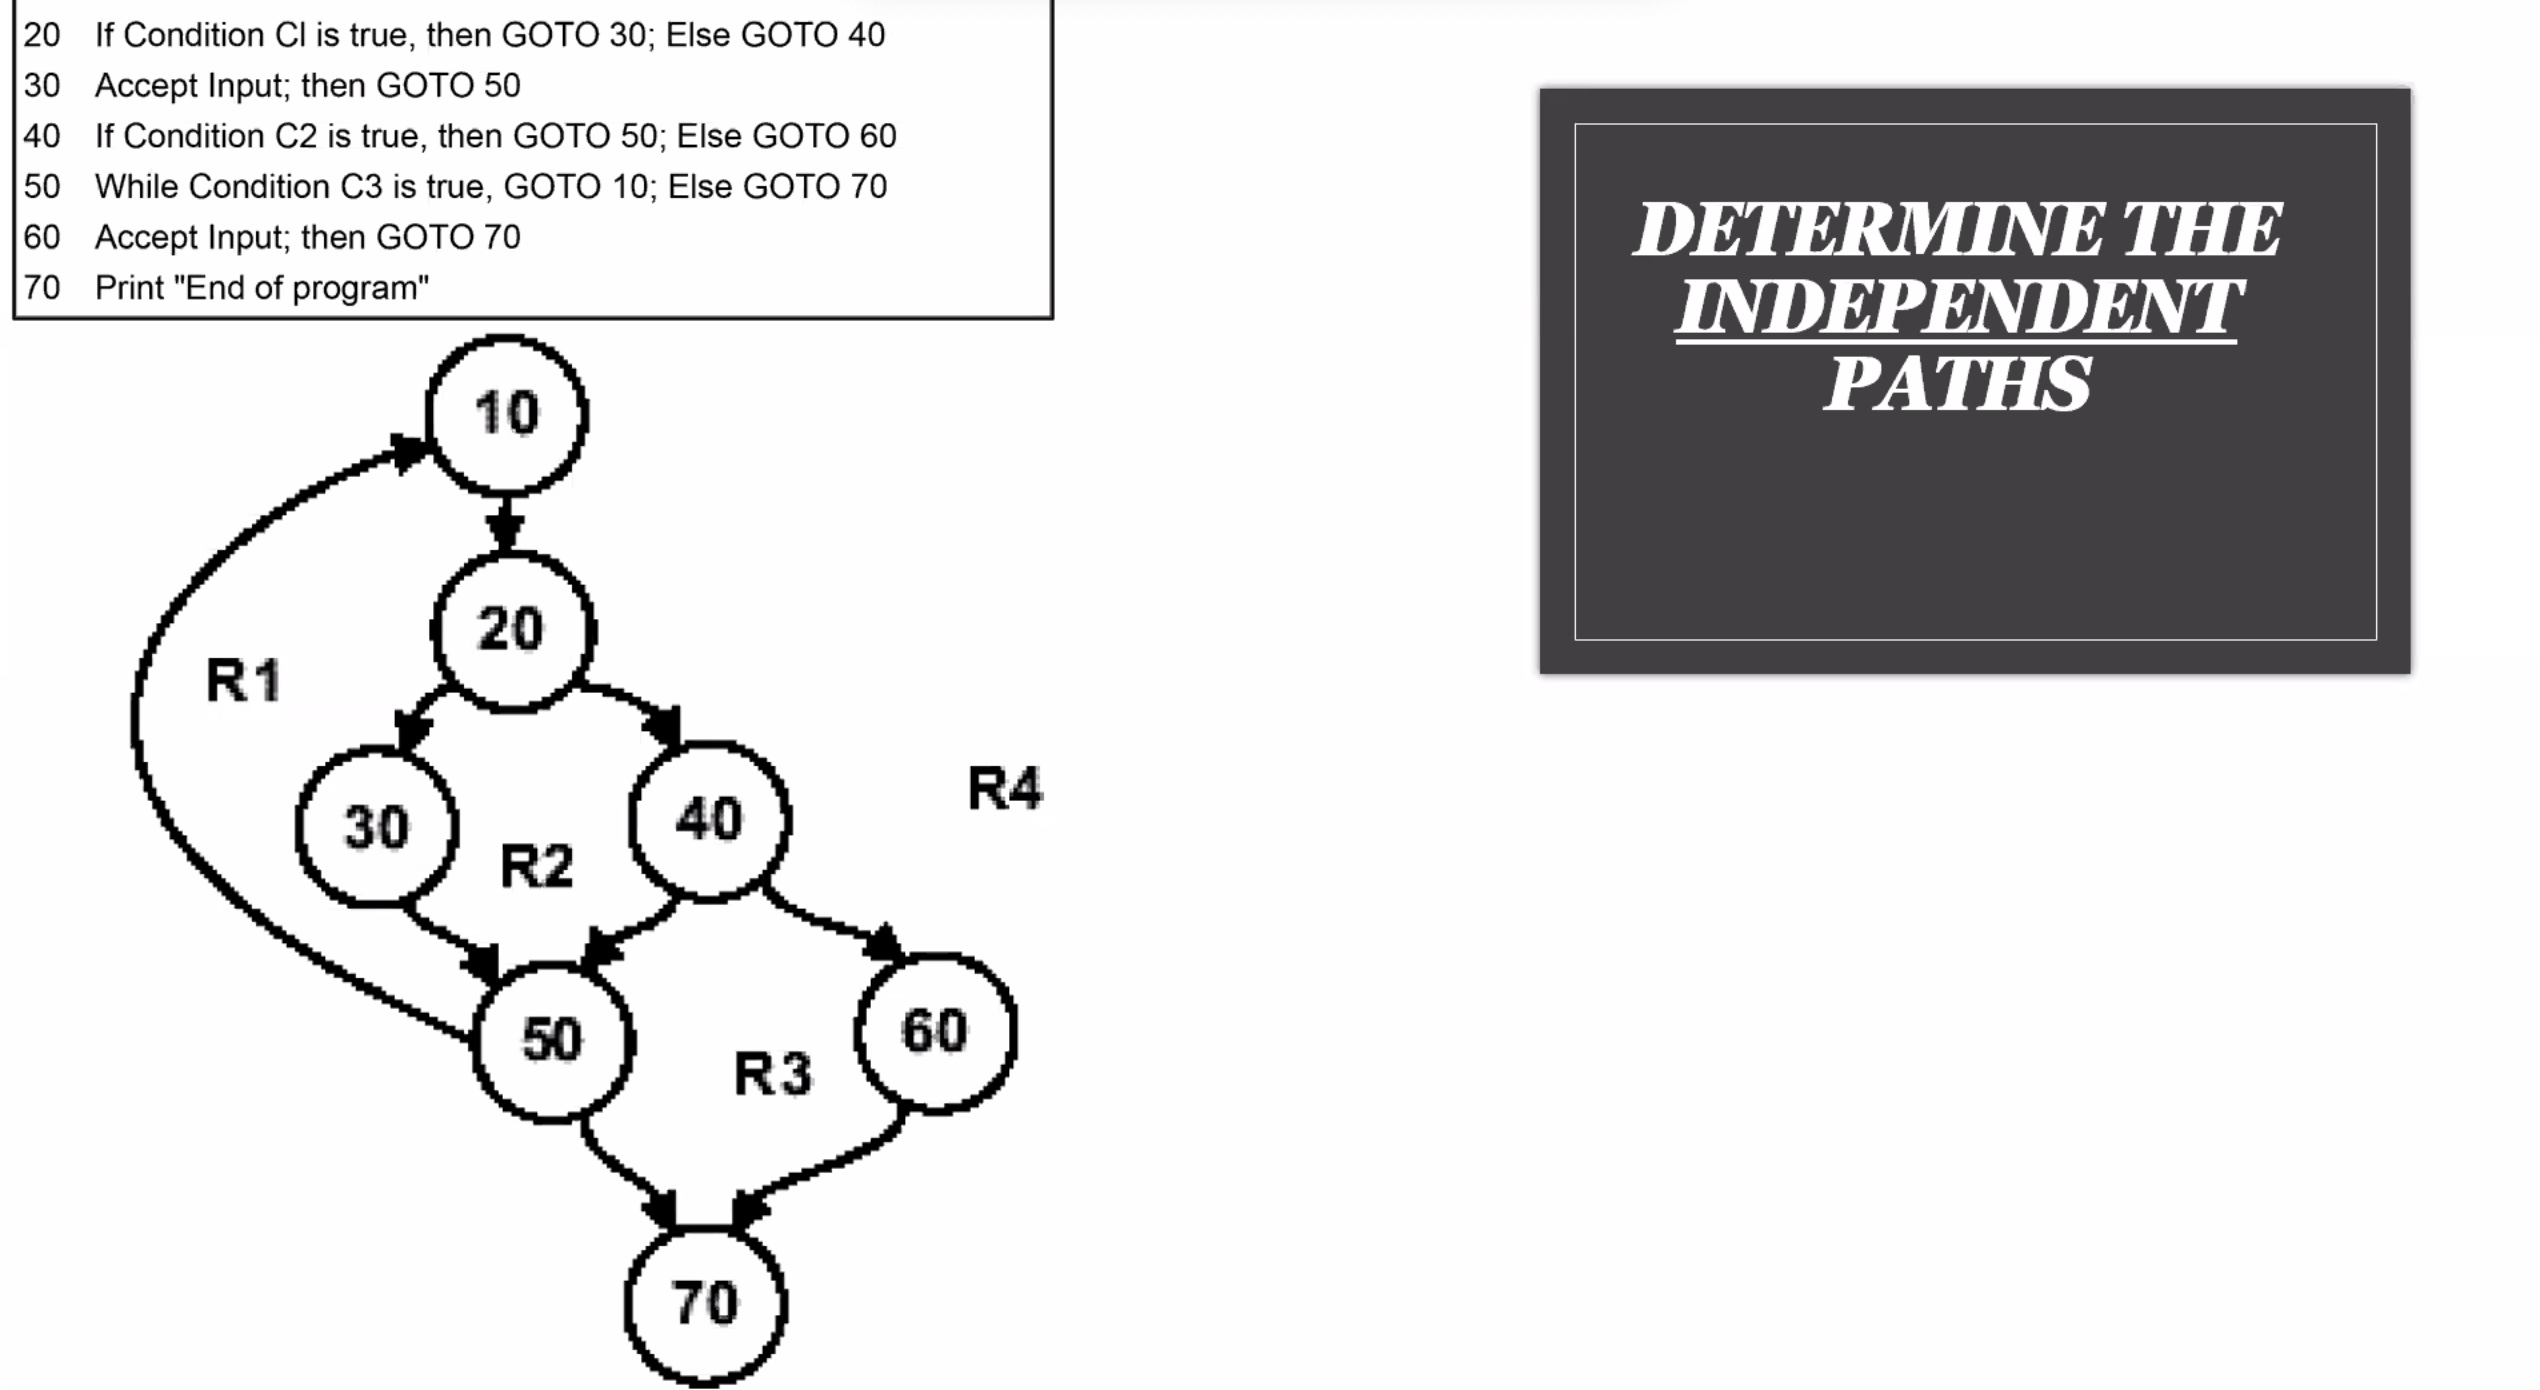 20 If Condition Cl is true, then GOTO 30; Else GOTO 40
30 Accept Input; then GOTO 50
40 If Condition C2 is true, then GOTO 50; Else GOTO 60
50 While Condition C3 is true, GOTO 10; Else GOTO 70
60 Accept Input; then GOTO 70
70 Print "End of program"
10
20
R1
30
40
R4
R2
50
60
R3
70
DETERMINE THE
INDEPENDENT
PATHS